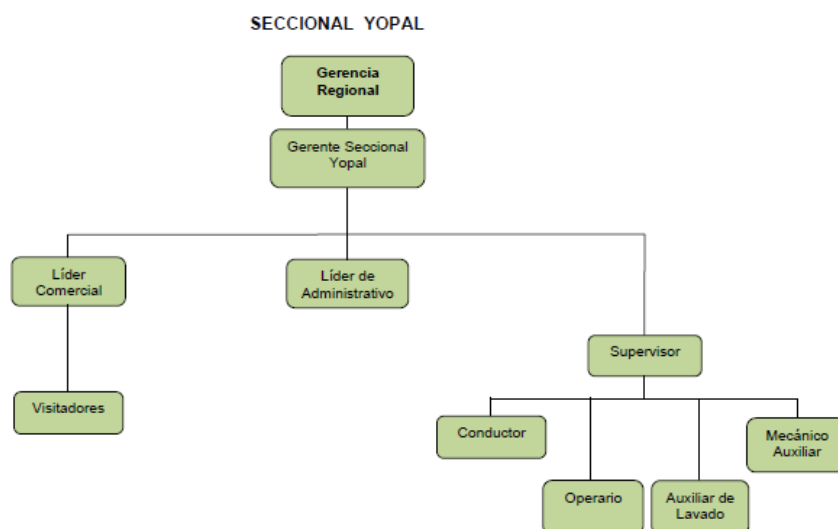 SECCIONAL YOPAL
Gerencia
Regional
Gerente Seccional
Yopal
Líder
Comercial
Líder de
Administrativo
Supervisor
Visitadores
Conductor
Mecánico
Auxiliar
Operario
Auxiliar de
Lavado